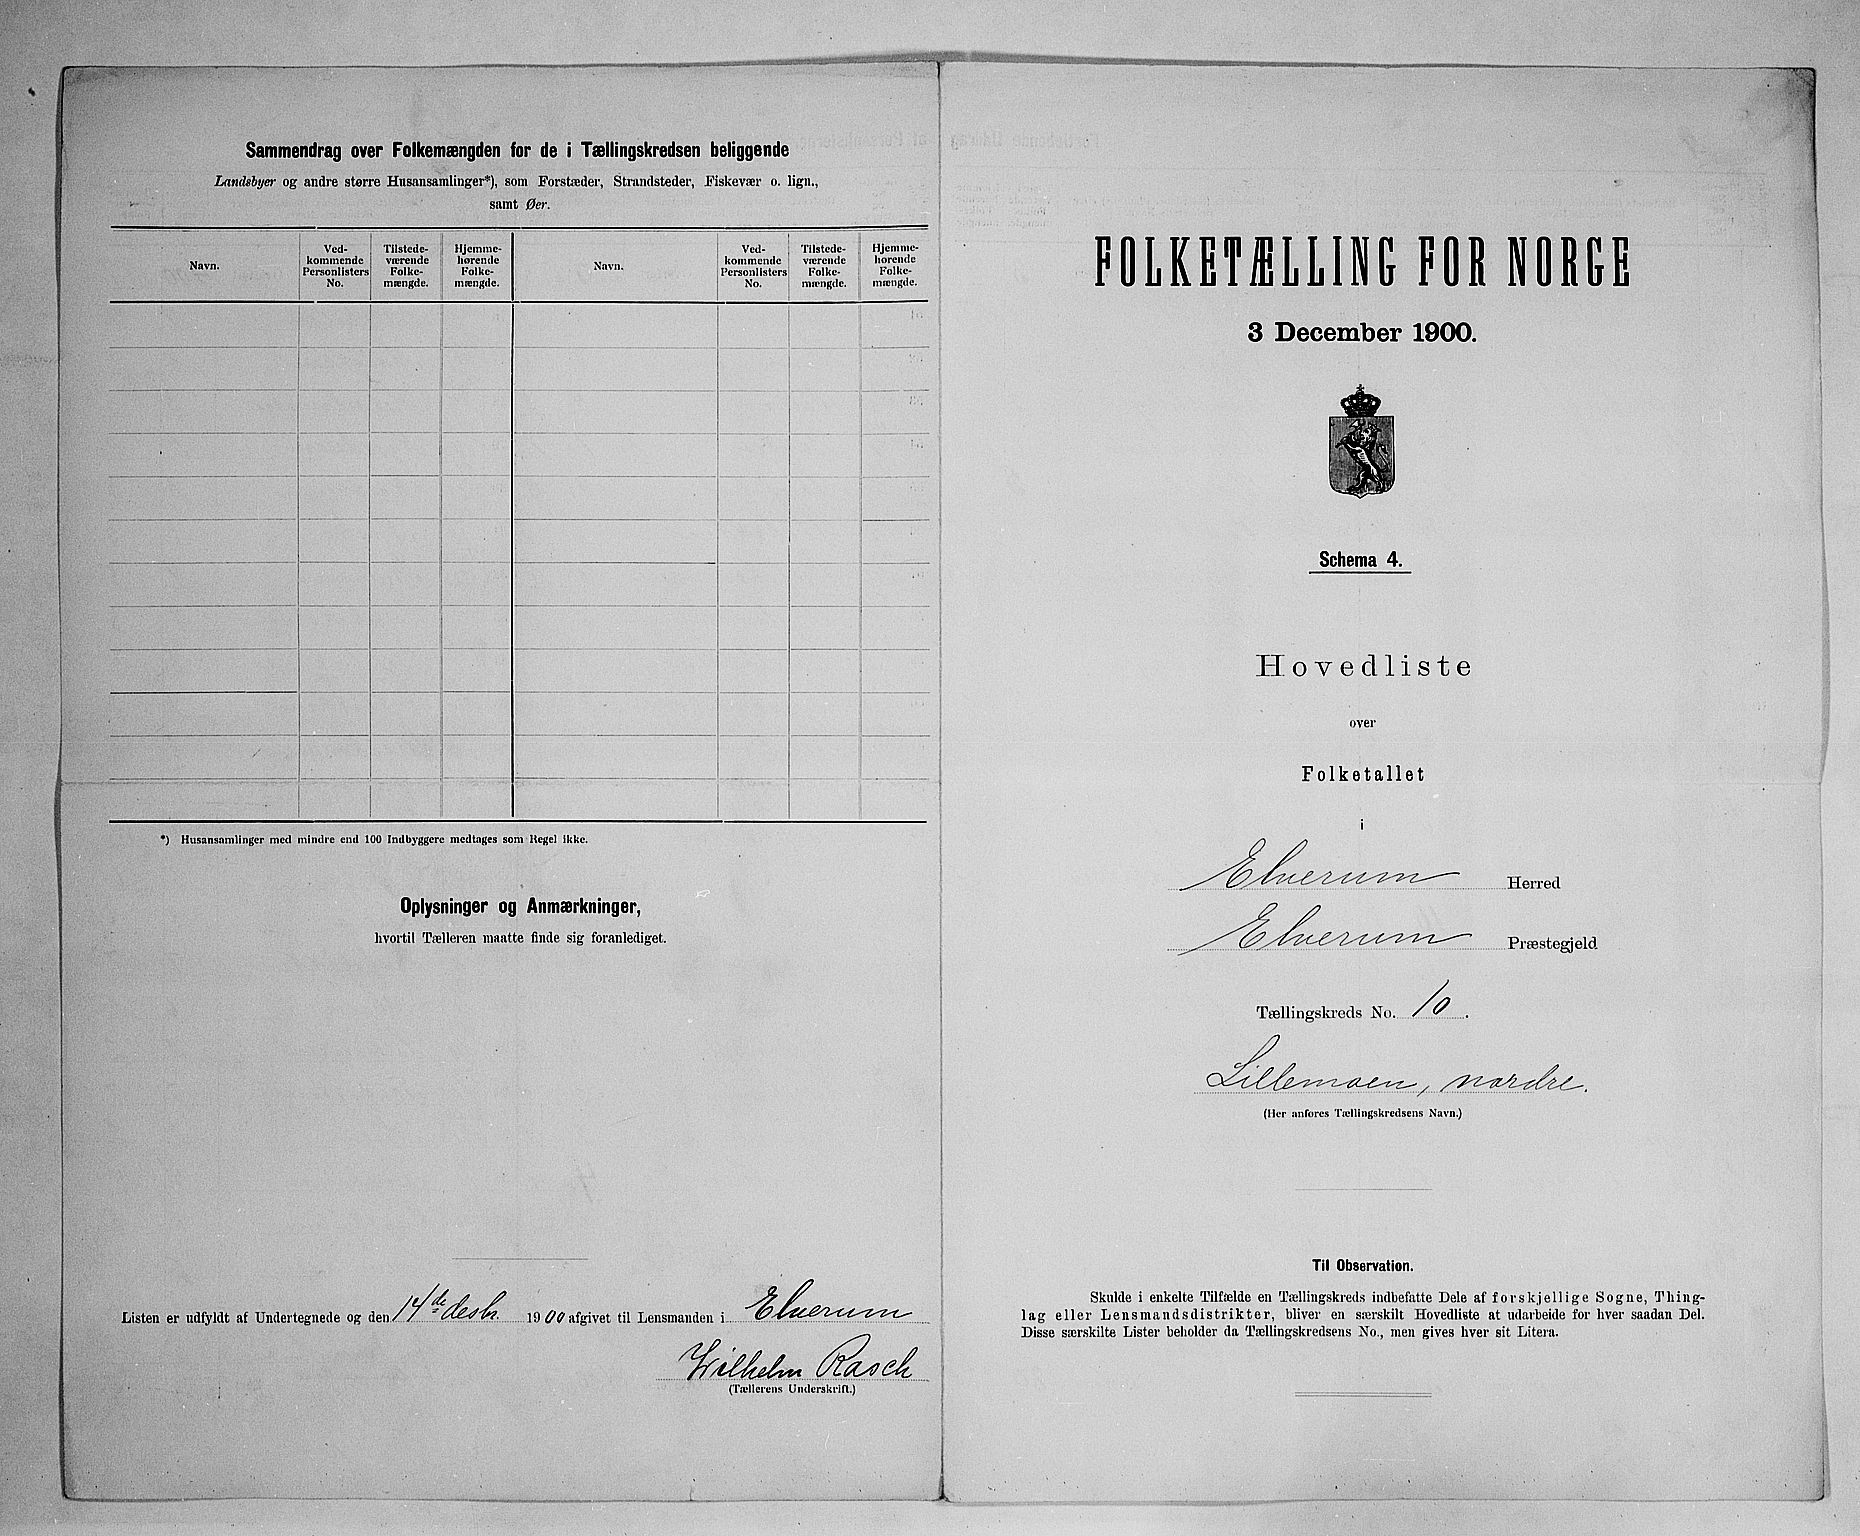 Sammendrag over Folkemængden for de i Tællingskredsen beliggende
Landsbyer og andre større Husansamlinger*), som Forstæder, Strandsteder, Fiskevær o. lign.,
samt Øer.
Navn.
Ved-
kommende
Personlisters
No.
Tilstede-
værende
Folke-
mængde.
Hjemme-
hørende
Folke-
mængde.
Navn.
Ved-
kommende
Personlisters
No.
Tilstede-
værende
Folke-
mængde.
Hjemme-
hørende
Folke-
mængde.
*) Husansamlinger med mindre end 100 Indbyggere medtages som Regel ikke.
Oplysninger og Anmærkninger,
hvortil Tælleren maatte finde sig foranlediget.
Listen er udfyldt af Undertegnede og den 14de desbr. 1900 afgivet til Lensmanden i Elverum
Wilhelm Rasch
(Tællerens Underskrift.)
FOLKETÆLLING FOR NORGE
3 December 1900.
Schema 4.
Hovedliste
over
Folketallet
i
Elverum Herred
Elverum Præstegjeld
Tællingskreds No. 10.
Lillemoen, nordre.
(Her anføres Tællingskredsens Navn.)
Til Observation.
Skulde i enkelte Tilfælde en Tællingskreds indbefatte Dele af forskjellige Sogne, Thing-
lag eller Lensmandsdistrikter, bliver en særskilt Hovedliste at udarbeide for hver saadan Del.
Disse særskilte Lister beholder da Tællingskredsens No., men gives hver sit Litera.